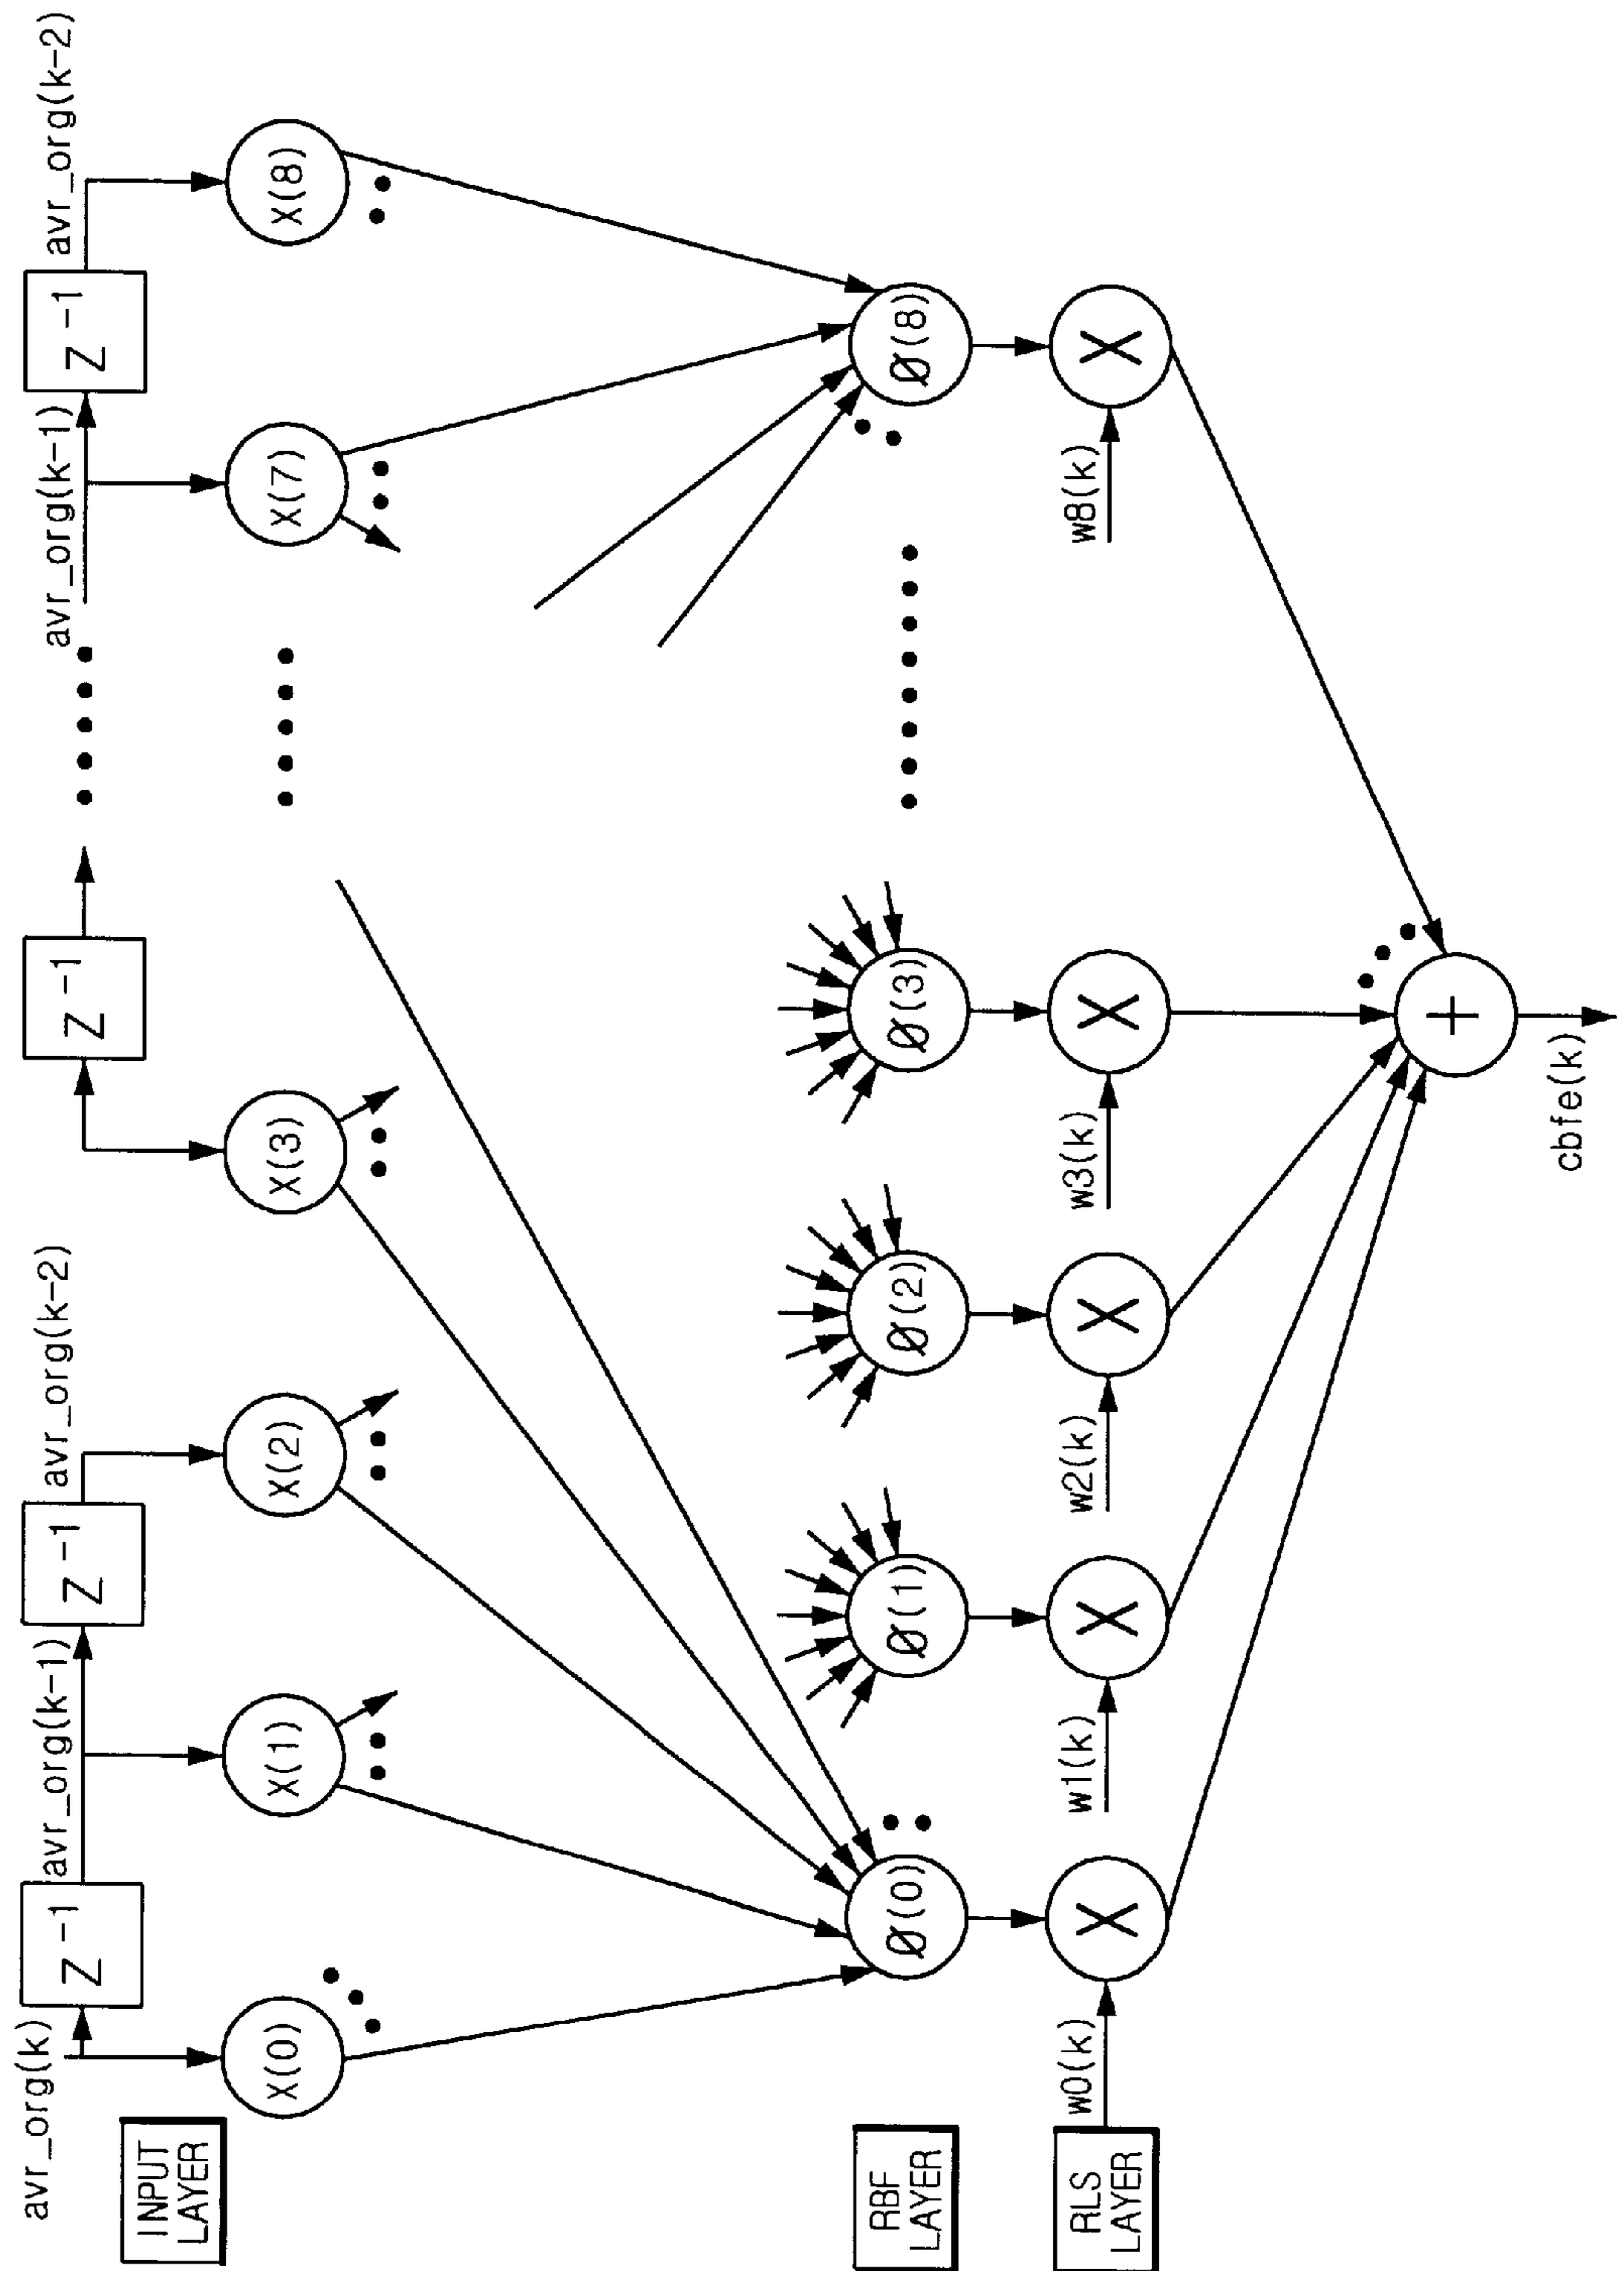 avr_org(k)
avr_org(k-1)
avr_org(k-2)
avr_org(k-1)
avr_org(k-2)
Z -1
Z -1
Z -1
Z -1
INPUT
LAYER
X(0)
X(1)
X(2)
X(3)
X(7)
X(8)
RBF
LAYER
Ø(0)
Ø(1)
Ø(2)
Ø(3)
Ø(8)
RLS
LAYER
w0(k)
X
w1(k)
X
w2(k)
X
w3(k)
X
w8(k)
X
+
cbfe(k)